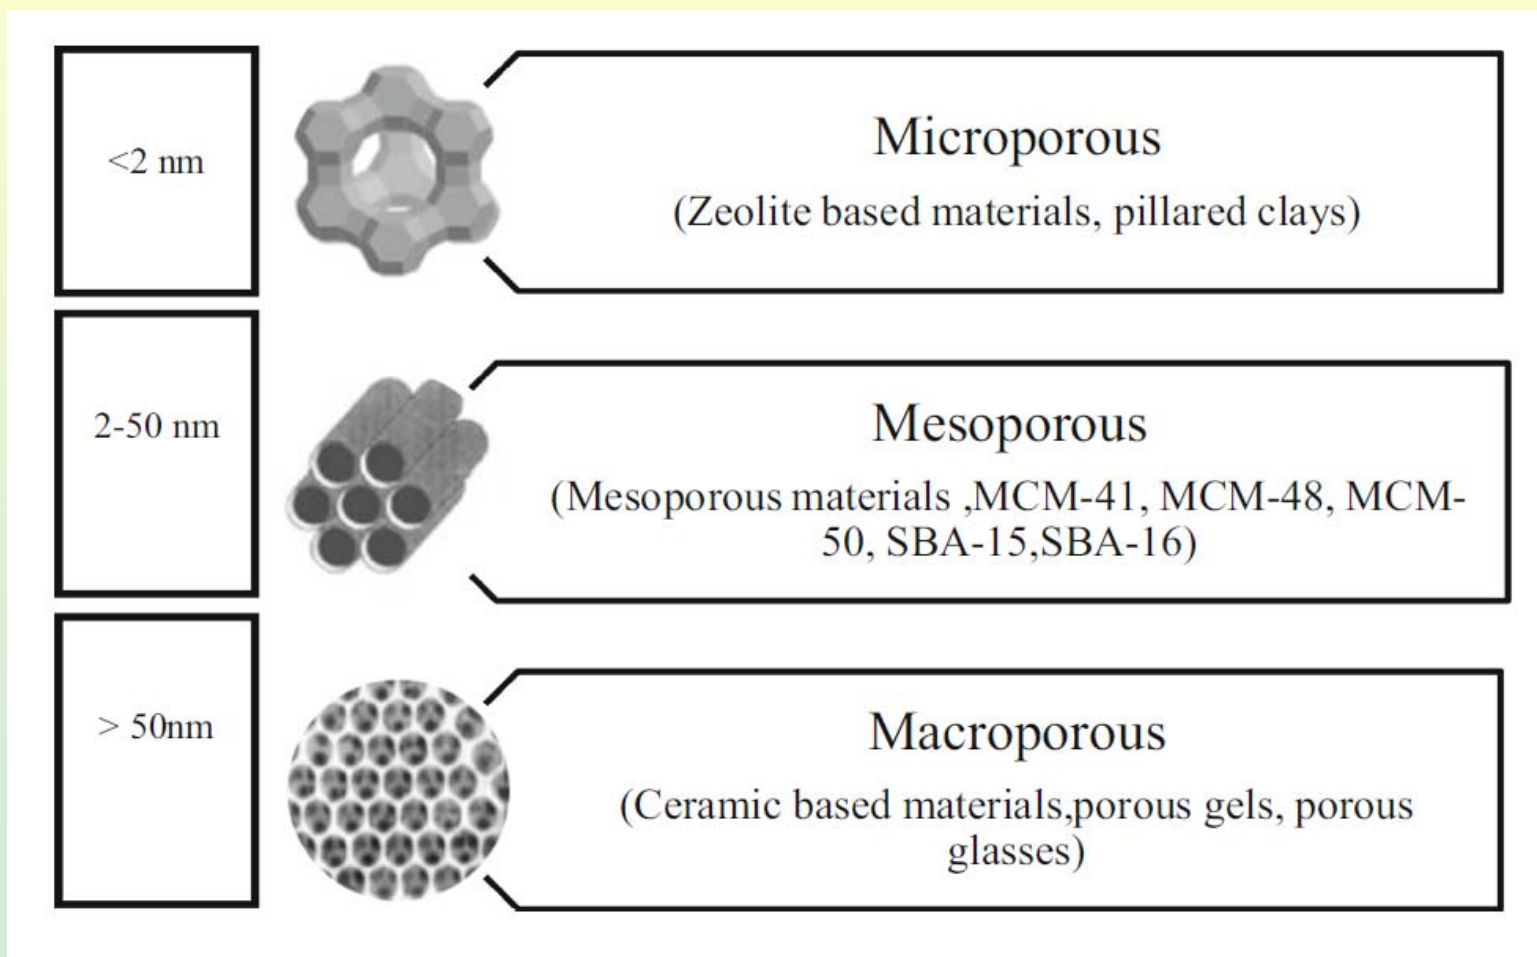 <2 nm
Microporous
(Zeolite based materials, pillared clays)
2-50 nm
Mesoporous
(Mesoporous materials ,MCM-41, MCM-48, MCM-
50, SBA-15,SBA-16)
> 50nm
Macroporous
(Ceramic based materials,porous gels, porous
glasses)